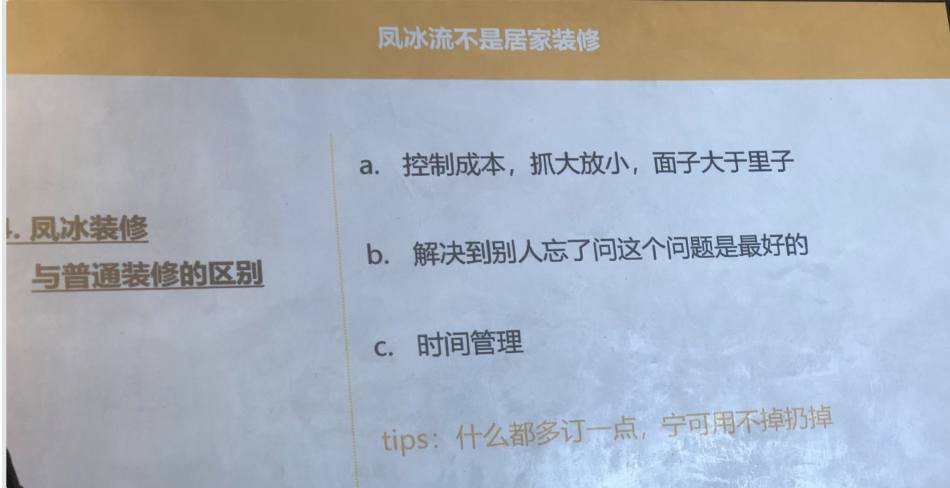 凤冰流不是居家装修
4. 凤冰装修
与普通装修的区别
a. 控制成本，抓大放小，面子大于里子
b. 解决到别人忘了问这个问题是最好的
c. 时间管理
tips：什么都多订一点，宁可用不掉扔掉